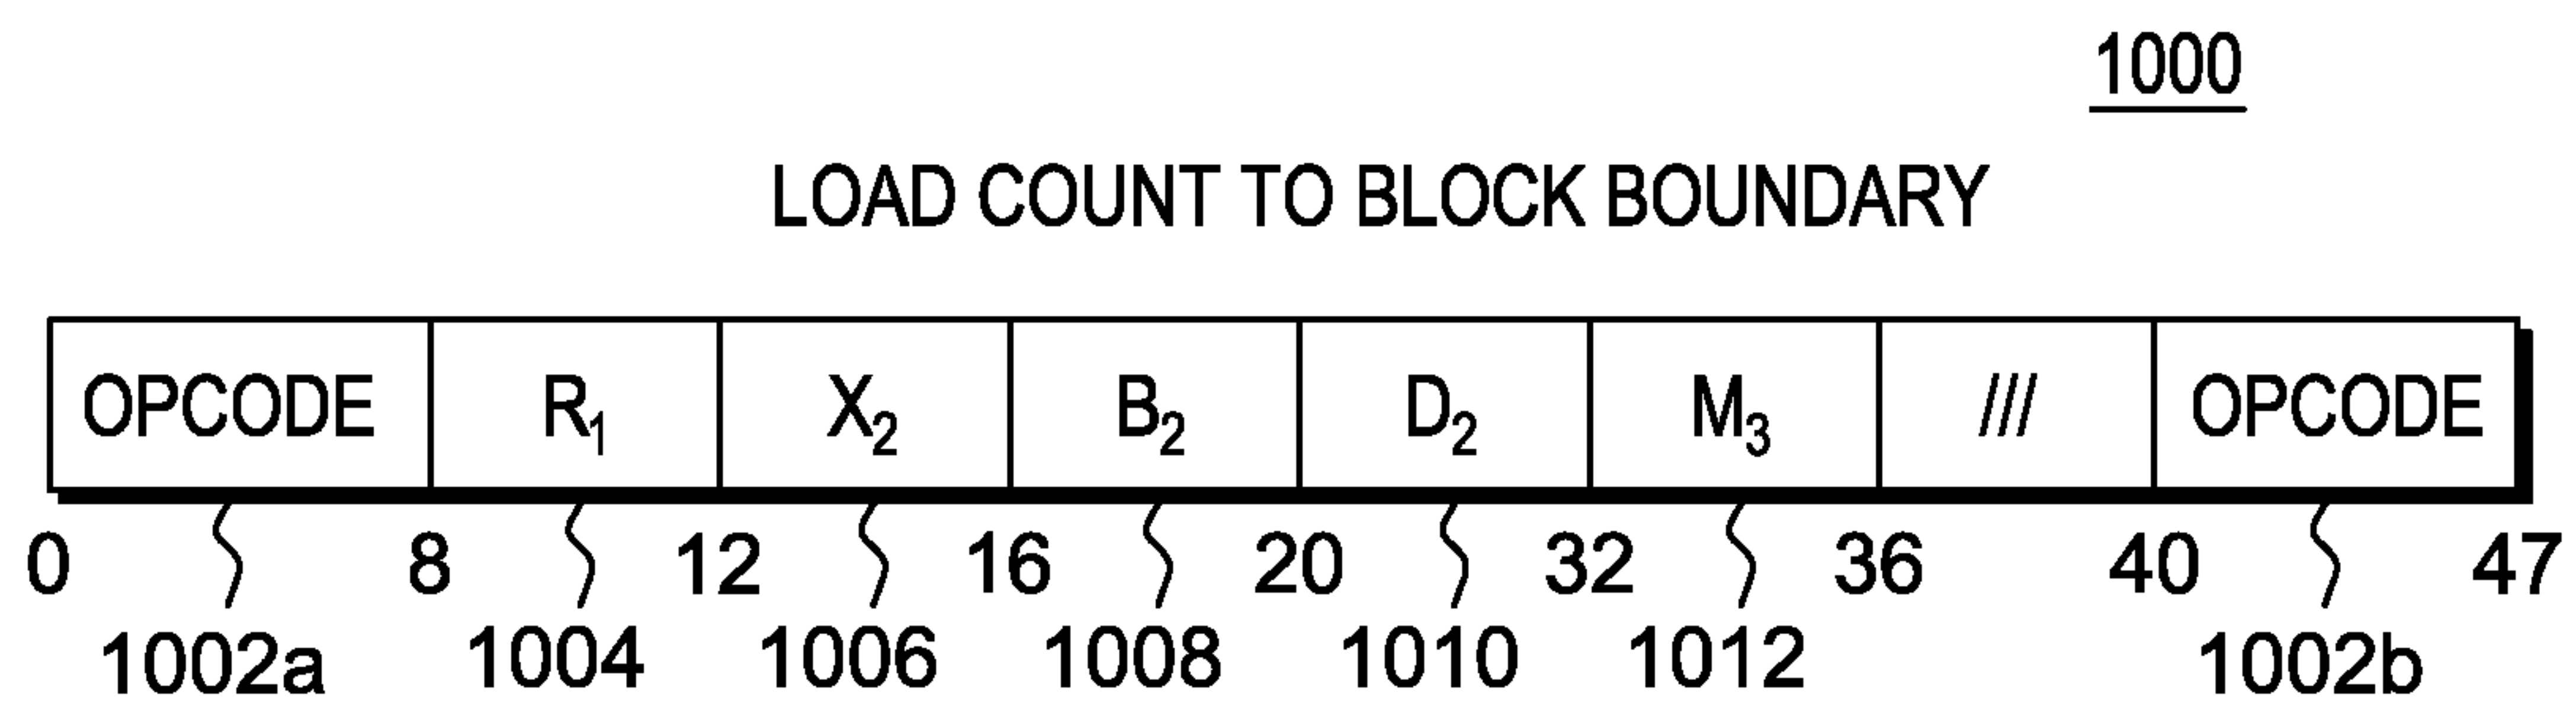 1000
LOAD COUNT TO BLOCK BOUNDARY
OPCODE R₁ X₂ B₂ D₂ M₃ /// OPCODE
0 8 12 16 20 32 36 40 47
1002a 1004 1006 1008 1010 1012 1002b